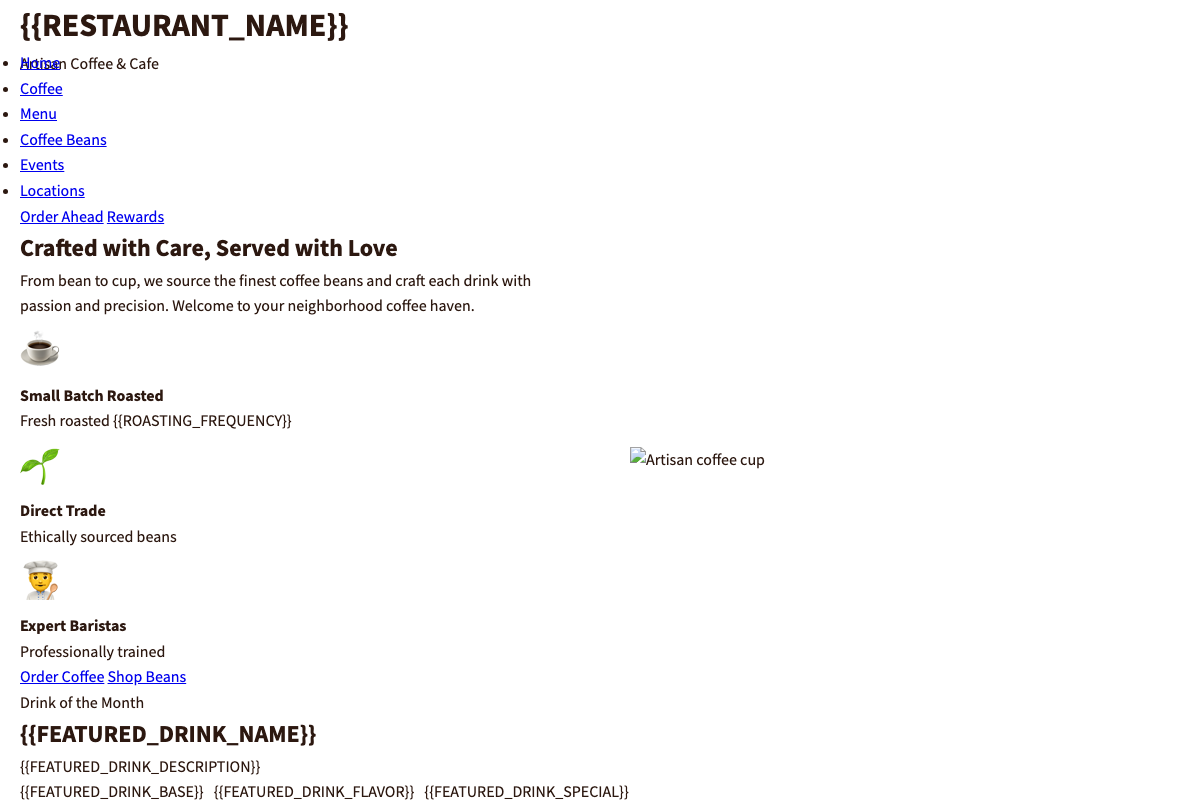 {{RESTAURANT_NAME}}
Artisan Coffee & Cafe
Home
Coffee
Menu
Coffee Beans
Events
Locations
Order Ahead Rewards
Crafted with Care, Served with Love
From bean to cup, we source the finest coffee beans and craft each drink with
passion and precision. Welcome to your neighborhood coffee haven.
Small Batch Roasted
Fresh roasted {{ROASTING_FREQUENCY}}
Direct Trade
Ethically sourced beans
Expert Baristas
Professionally trained
Order Coffee Shop Beans
Artisan coffee cup
Drink of the Month
{{FEATURED_DRINK_NAME}}
{{FEATURED_DRINK_DESCRIPTION}}
{{FEATURED_DRINK_BASE}} {{FEATURED_DRINK_FLAVOR}} {{FEATURED_DRINK_SPECIAL}}